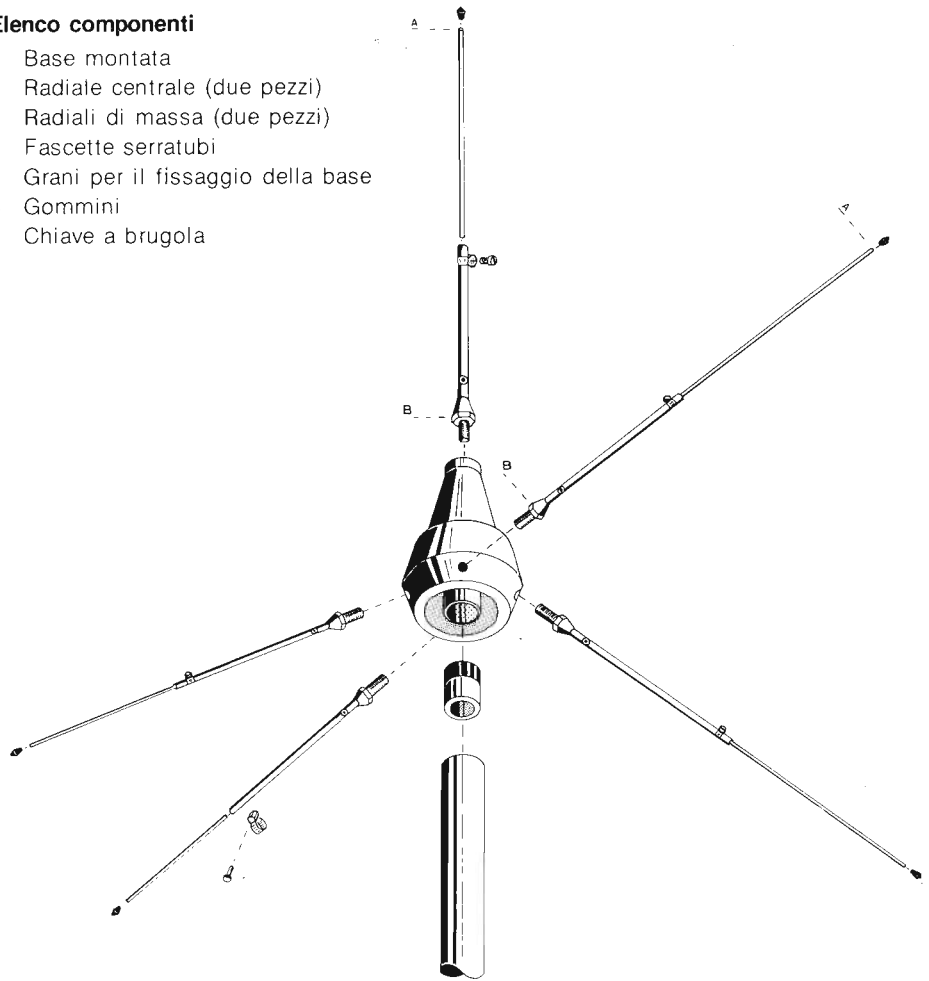 Elenco componenti
Base montata
Radiale centrale (due pezzi)
Radiali di massa (due pezzi)
Fascette serratubi
Grani per il fissaggio della base
Gommini
Chiave a brugola
A
A
B
B